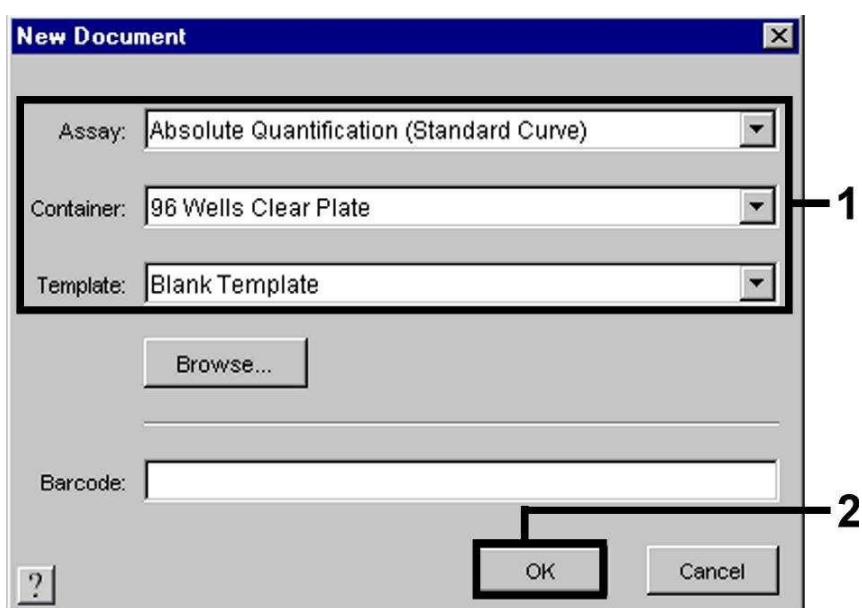 New Document
Assay: Absolute Quantification (Standard Curve)
Container: 96 Wells Clear Plate
1
Template: Blank Template
Browse...
Barcode:
2
? OK Cancel